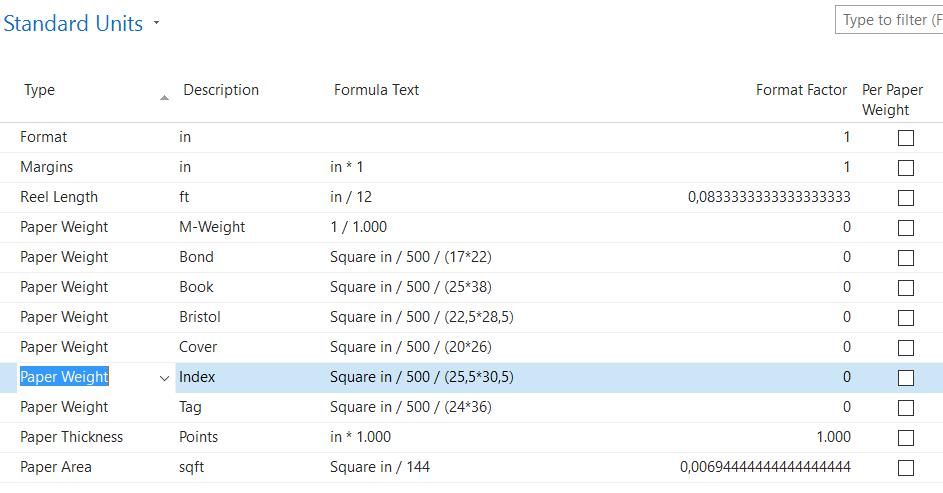 Standard Units
Type to filter (F
Type Description Formula Text Format Factor Per Paper Weight
Format in 1
Margins in in * 1 1
Reel Length ft in / 12 0,0833333333333333333
Paper Weight M-Weight 1 / 1.000 0
Paper Weight Bond Square in / 500 / (17*22) 0
Paper Weight Book Square in / 500 / (25*38) 0
Paper Weight Bristol Square in / 500 / (22,5*28,5) 0
Paper Weight Cover Square in / 500 / (20*26) 0
Paper Weight Index Square in / 500 / (25,5*30,5) 0
Paper Weight Tag Square in / 500 / (24*36) 0
Paper Thickness Points in * 1.000 1.000
Paper Area sqft Square in / 144 0,00694444444444444444